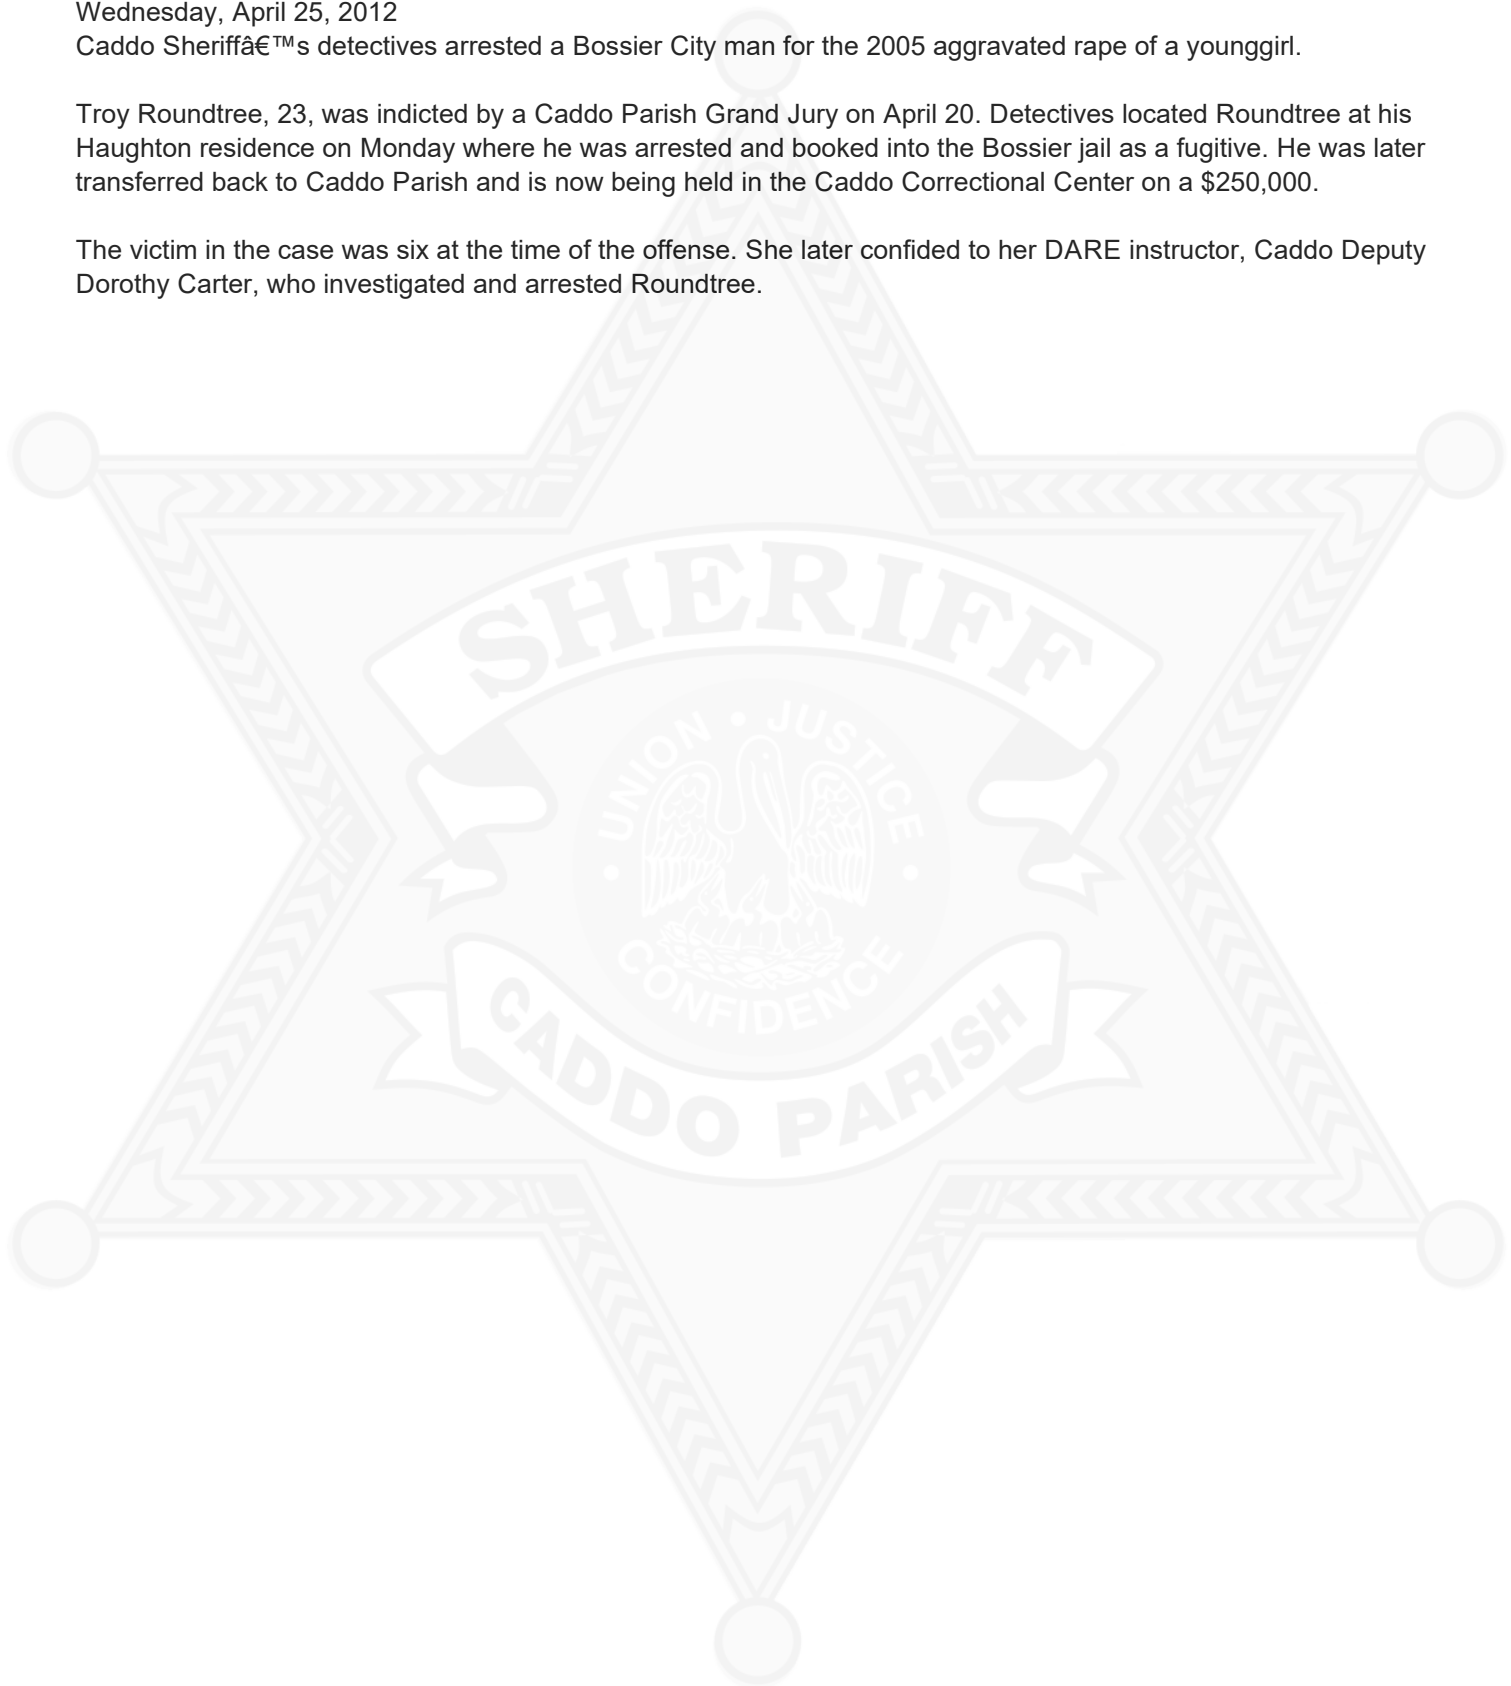 Wednesday, April 25, 2012
Caddo Sheriffâ€™s detectives arrested a Bossier City man for the 2005 aggravated rape of a younggirl.
Troy Roundtree, 23, was indicted by a Caddo Parish Grand Jury on April 20. Detectives located Roundtree at his
Haughton residence on Monday where he was arrested and booked into the Bossier jail as a fugitive. He was later
transferred back to Caddo Parish and is now being held in the Caddo Correctional Center on a $250,000.
The victim in the case was six at the time of the offense. She later confided to her DARE instructor, Caddo Deputy
Dorothy Carter, who investigated and arrested Roundtree.
SHERIFF
UNION • JUSTICE
• CONFIDENCE •
CADDO PARISH